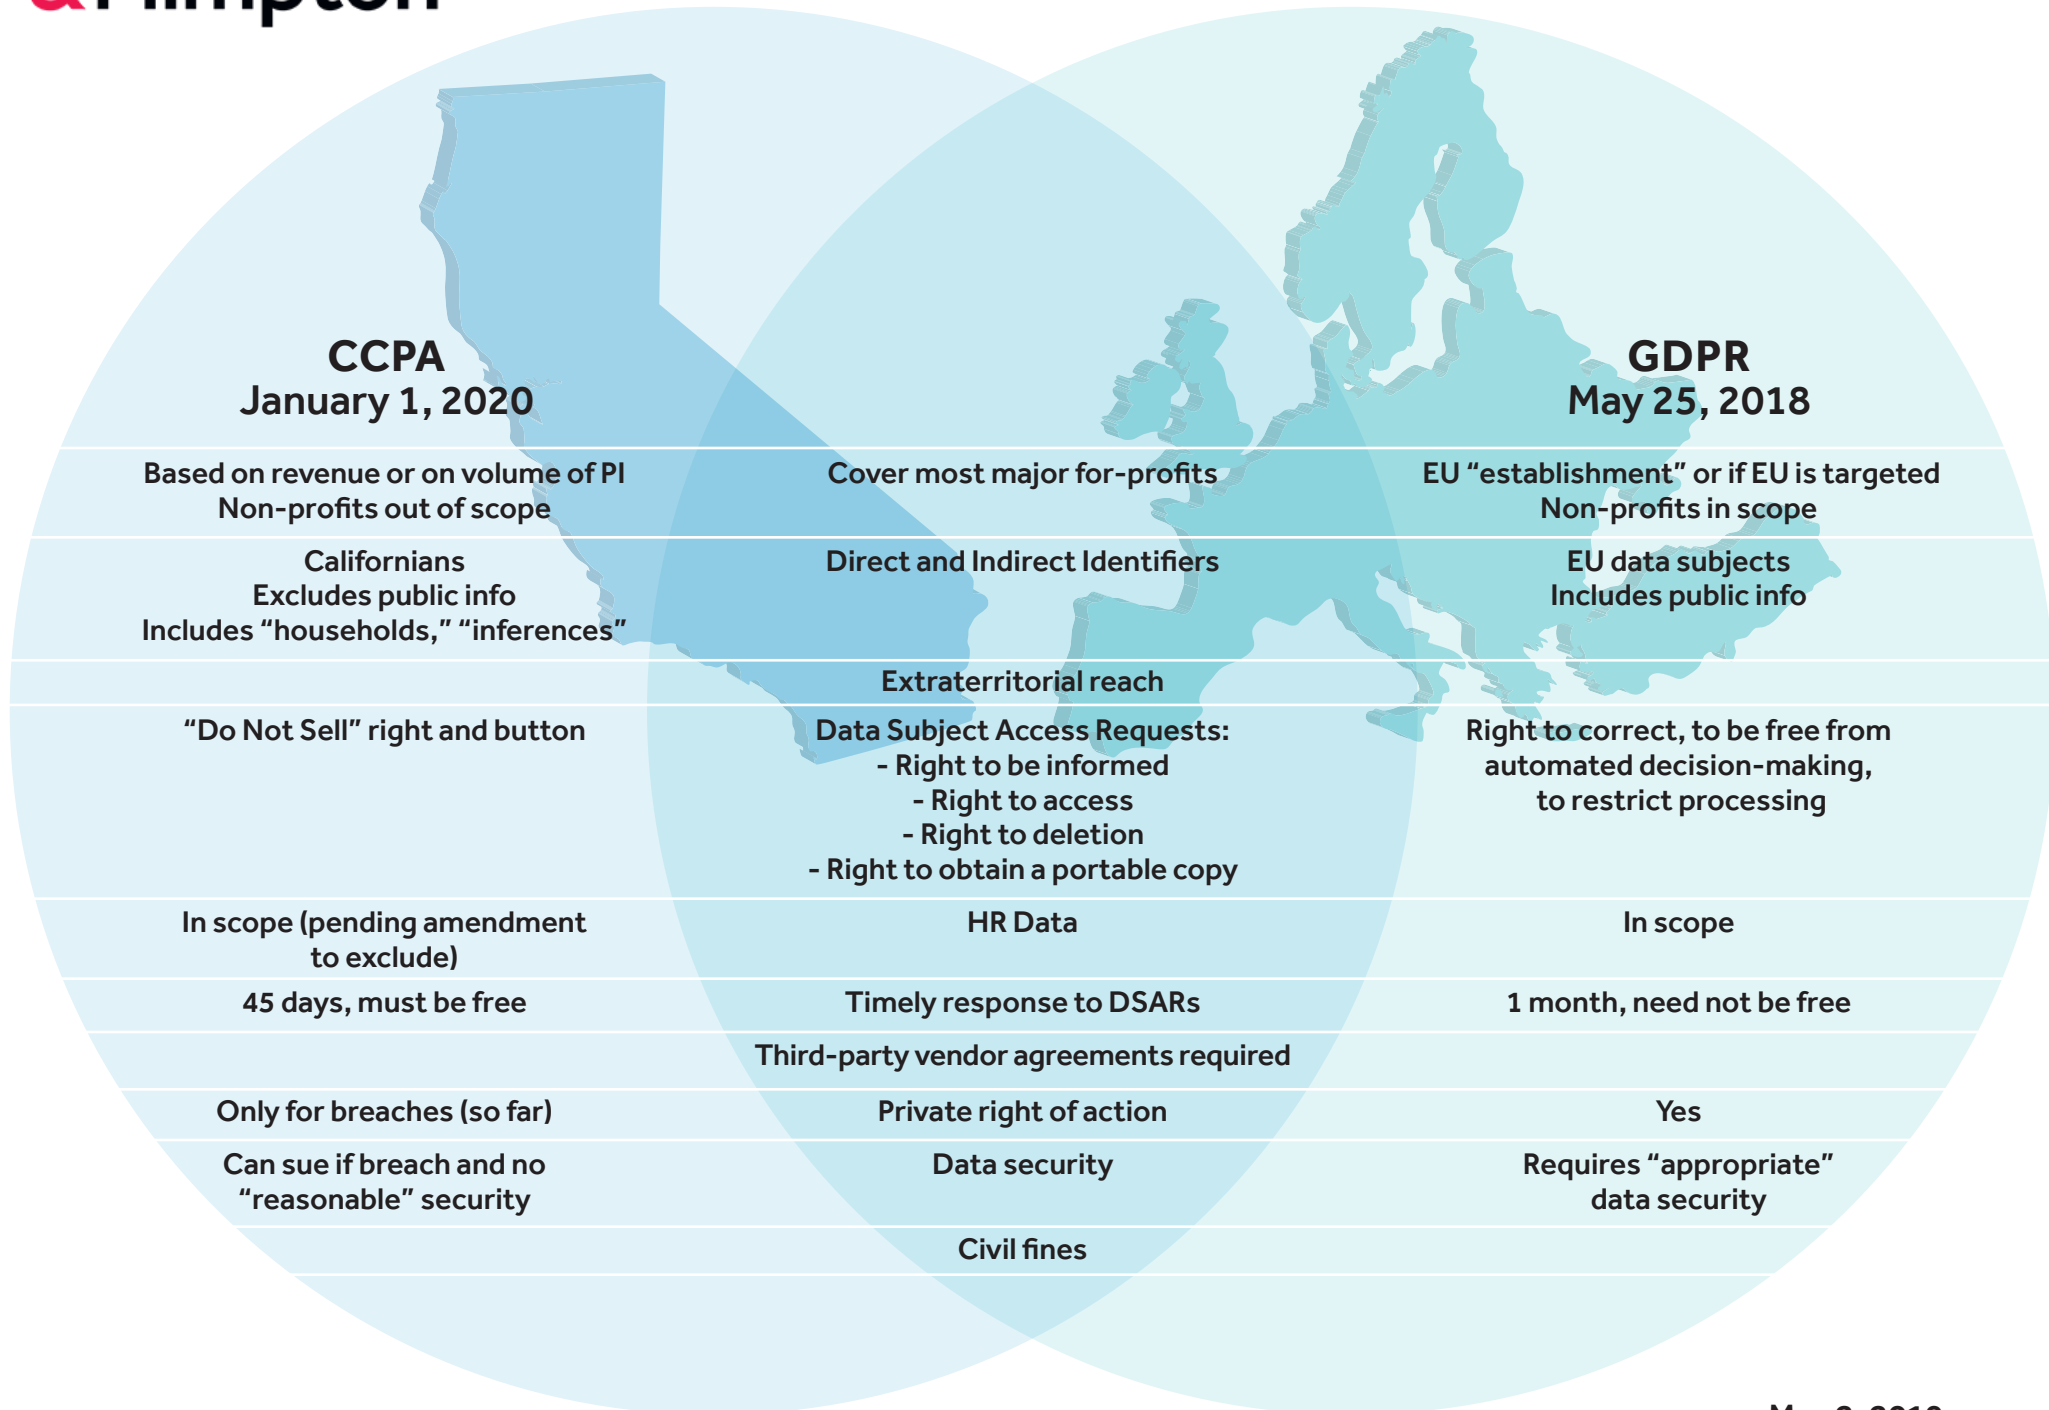 &Plimpton
CCPA
January 1, 2020
GDPR
May 25, 2018
Based on revenue or on volume of PI
Non-profits out of scope
Cover most major for-profits
EU “establishment” or if EU is targeted
Non-profits in scope
Californians
Excludes public info
Includes “households,” “inferences”
Direct and Indirect Identifiers
EU data subjects
Includes public info
Extraterritorial reach
“Do Not Sell” right and button
Data Subject Access Requests:
- Right to be informed
- Right to access
- Right to deletion
- Right to obtain a portable copy
Right to correct, to be free from
automated decision-making,
to restrict processing
In scope (pending amendment
to exclude)
HR Data
In scope
45 days, must be free
Timely response to DSARs
1 month, need not be free
Third-party vendor agreements required
Only for breaches (so far)
Private right of action
Yes
Can sue if breach and no
“reasonable” security
Data security
Requires “appropriate”
data security
Civil fines